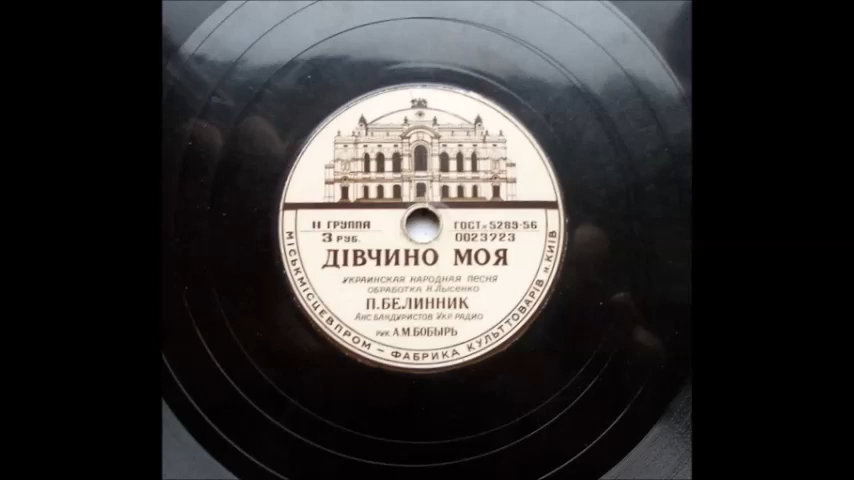 II ГРУППА
3 РУБ.
ГОСТ 5289-56
0023723
ДІВЧИНО МОЯ
УКРАИНСКАЯ НАРОДНАЯ ПЕСНЯ
ОБРАБОТКА Н. ЛЫСЕНКО
П. БЕЛИННИК
АНС. БАНДУРИСТОВ УКР. РАДИО
РУК. А.М. БОБЫРЬ
МІСЬКМІСЦЕВПРОМ – ФАБРИКА КУЛЬТТОВАРІВ м. КИЇВ